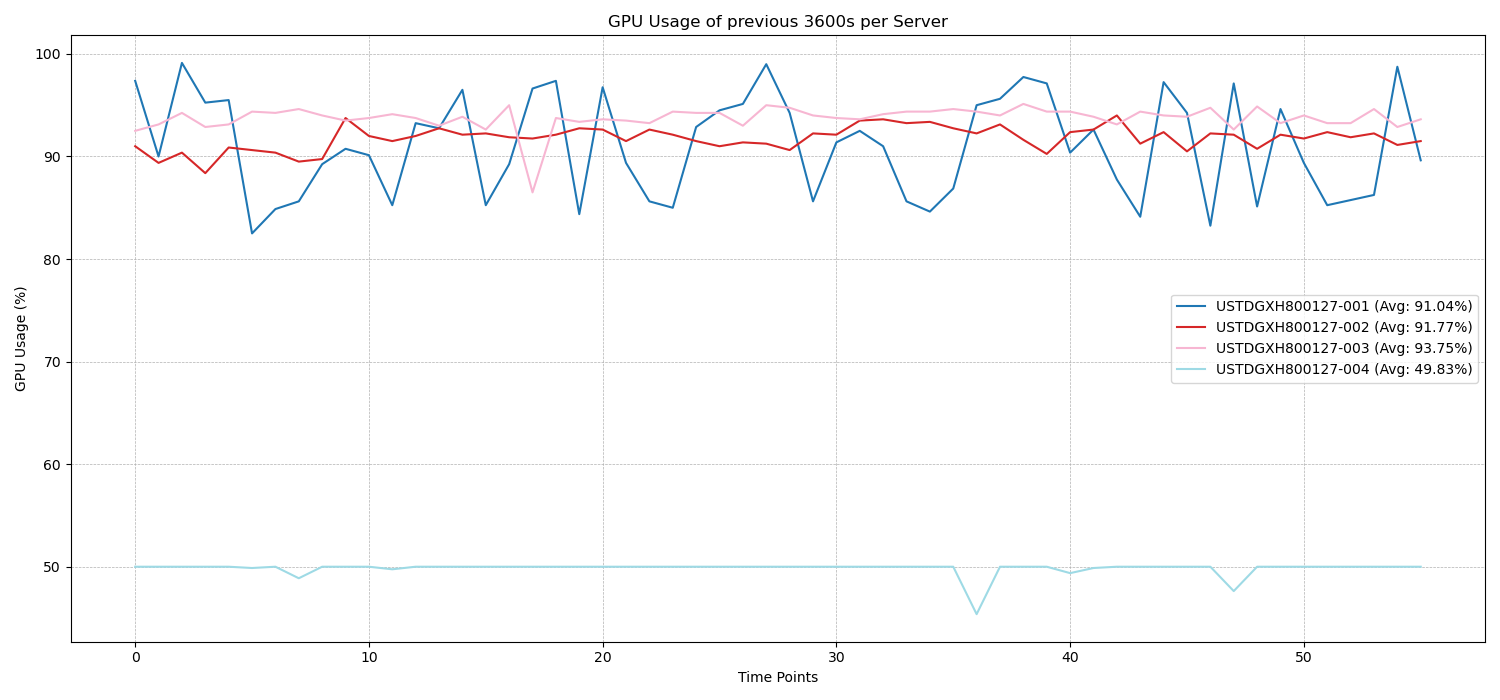 GPU Usage of previous 3600s per Server
100
90
80
70
60
50
GPU Usage (%)
USTDGXH800127-001 (Avg: 91.04%)
USTDGXH800127-002 (Avg: 91.77%)
USTDGXH800127-003 (Avg: 93.75%)
USTDGXH800127-004 (Avg: 49.83%)
0 10 20 30 40 50
Time Points